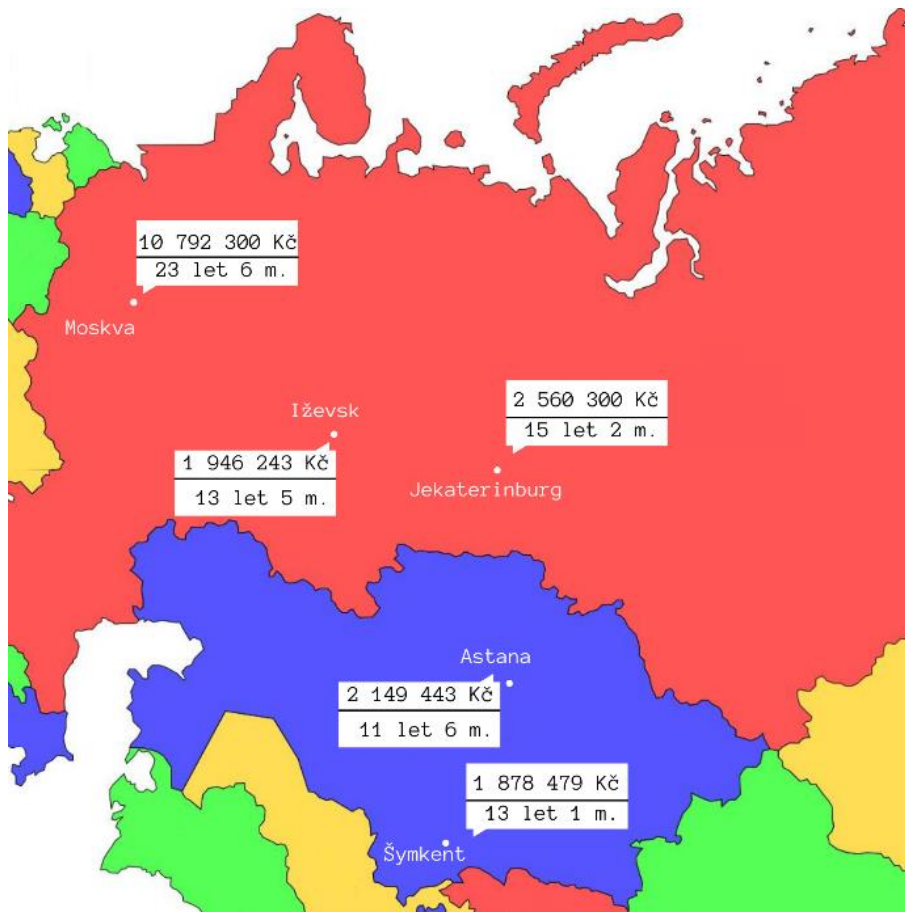 10 792 300 Kč
23 let 6 m.
Moskva
2 560 300 Kč
15 let 2 m.
Iževsk
1 946 243 Kč
13 let 5 m.
Jekaterinburg
Astana
2 149 443 Kč
11 let 6 m.
1 878 479 Kč
13 let 1 m.
Šymkent